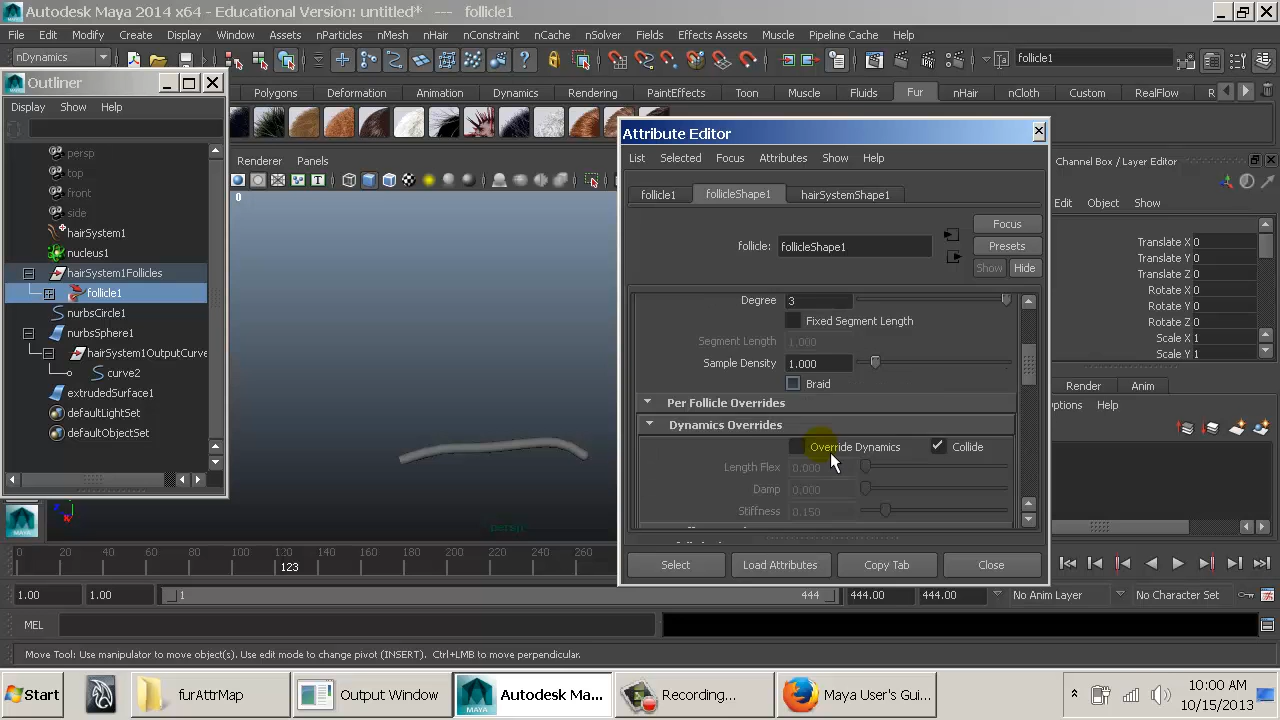 Autodesk Maya 2014 x64 - Educational Version: untitled* --- follicle1
File Edit Modify Create Display Window Assets nParticles nMesh nHair nConstraint nCache nSolver Fields Effects Assets Muscle Pipeline Cache
nDynamics
follicle1
Polygons Deformation Animation Dynamics Rendering PaintEffects Toon Muscle Fluids Fur nHair nCloth Custom RealFlow R
Outliner
Display Show Help
persp
top
front
side
hairSystem1
nucleus1
hairSystem1Follicles
follicle1
nurbsCircle1
nurbsSphere1
hairSystem1OutputCurve
curve2
extrudedSurface1
defaultLightSet
defaultObjectSet
Renderer Panels
0
persp
Attribute Editor
List Selected Focus Attributes Show Help
follicle1 follicleShape1 hairSystemShape1
follicle: follicleShape1
Focus
Presets
Show Hide
Degree 3
Fixed Segment Length
Segment Length 1.000
Sample Density 1.000
Braid
Per Follicle Overrides
Dynamics Overrides
Override Dynamics Collide
Length Flex 0.000
Damp 0.000
Stiffness 0.150
Select Load Attributes Copy Tab Close
Channel Box / Layer Editor
Edit Object Show
Translate X 0
Translate Y 0
Translate Z 0
Rotate X 0
Rotate Y 0
Rotate Z 0
Scale X 1
Scale Y 1
Render Anim
ptions Help
0 20 40 60 80 100 120 140 160 180 200 220 240 260
123
1.00 1.00 1 444 444.00 444.00 No Anim Layer No Character Set
MEL
Move Tool: Use manipulator to move object(s). Use edit mode to change pivot (INSERT). Ctrl+LMB to move perpendicular.
Start furAttrMap Output Window Autodesk Ma... Recording... Maya User's Gui...
10:00 AM
10/15/2013
MAYA